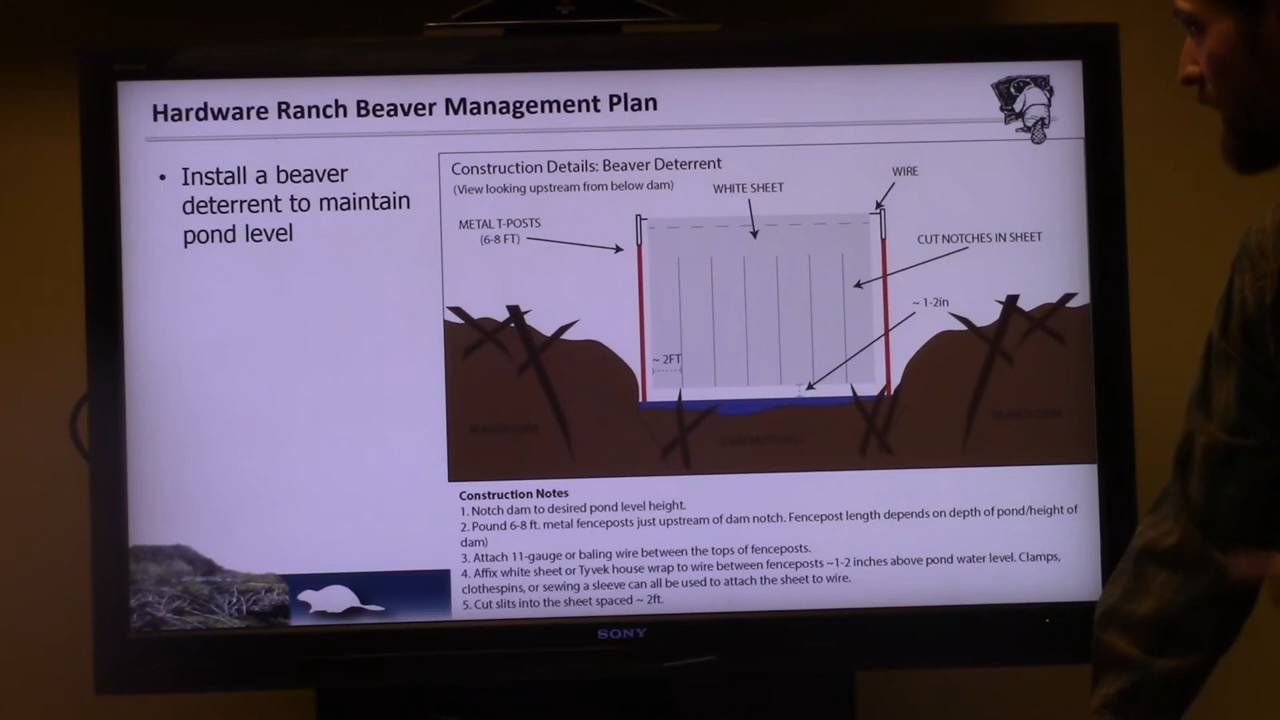 Hardware Ranch Beaver Management Plan
• Install a beaver
deterrent to maintain
pond level
Construction Details: Beaver Deterrent
(View looking upstream from below dam)
WHITE SHEET
WIRE
METAL T-POSTS
(6-8 FT)
CUT NOTCHES IN SHEET
~ 1-2in
~ 2FT
Construction Notes
1. Notch dam to desired pond level height.
2. Pound 6-8 ft. metal fenceposts just upstream of dam notch. Fencepost length depends on depth of pond/height of
dam)
3. Attach 11-gauge or baling wire between the tops of fenceposts.
4. Affix white sheet or Tyvek house wrap to wire between fenceposts ~1-2 inches above pond water level. Clamps,
clothespins, or sewing a sleeve can all be used to attach the sheet to wire.
5. Cut slits into the sheet spaced ~ 2ft.
SONY